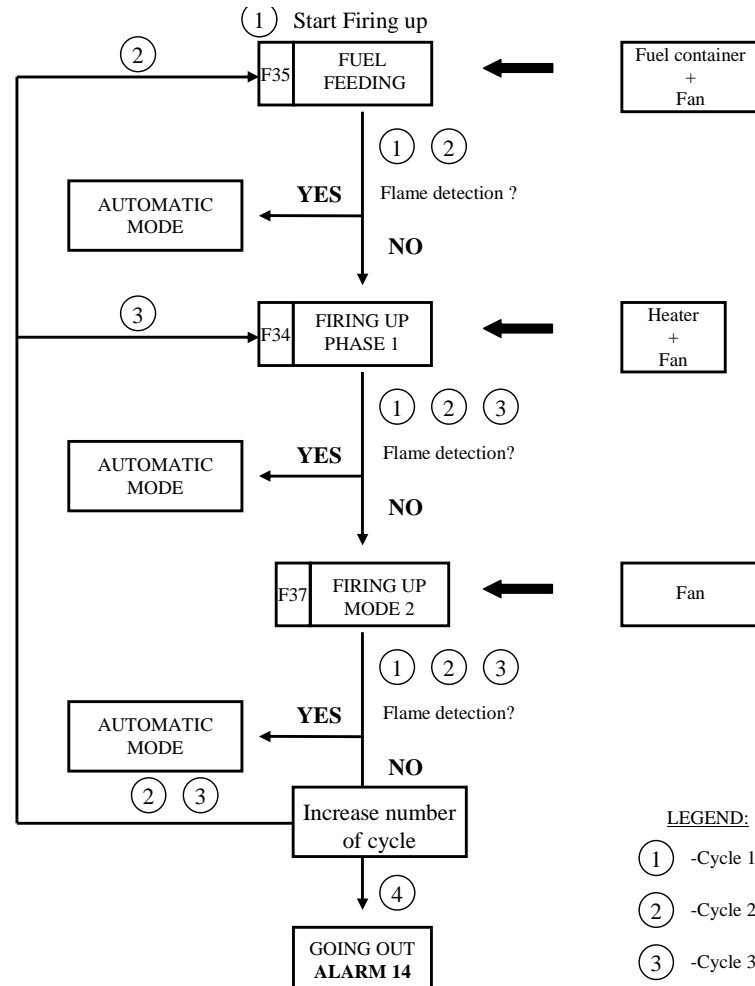 1 Start Firing up
2
F35
FUEL
FEEDING
Fuel container
+
Fan
1 2
YES
Flame detection ?
AUTOMATIC
MODE
NO
3
F34
FIRING UP
PHASE 1
Heater
+
Fan
1 2 3
YES
Flame detection?
AUTOMATIC
MODE
NO
F37
FIRING UP
MODE 2
Fan
1 2 3
YES
Flame detection?
AUTOMATIC
MODE
NO
2 3
Increase number
of cycle
4
GOING OUT
ALARM 14
LEGEND:
1 -Cycle 1
2 -Cycle 2
3 -Cycle 3